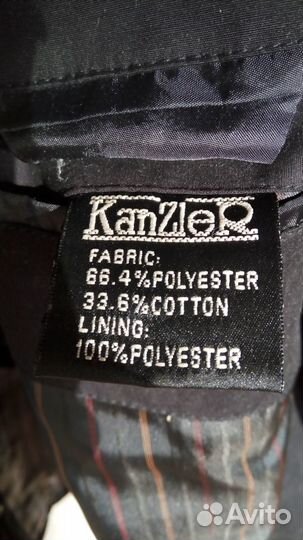 KanZleR
FABRIC:
66.4%POLYESTER
33.6%COTTON
LINING:
100%POLYESTER
Avito